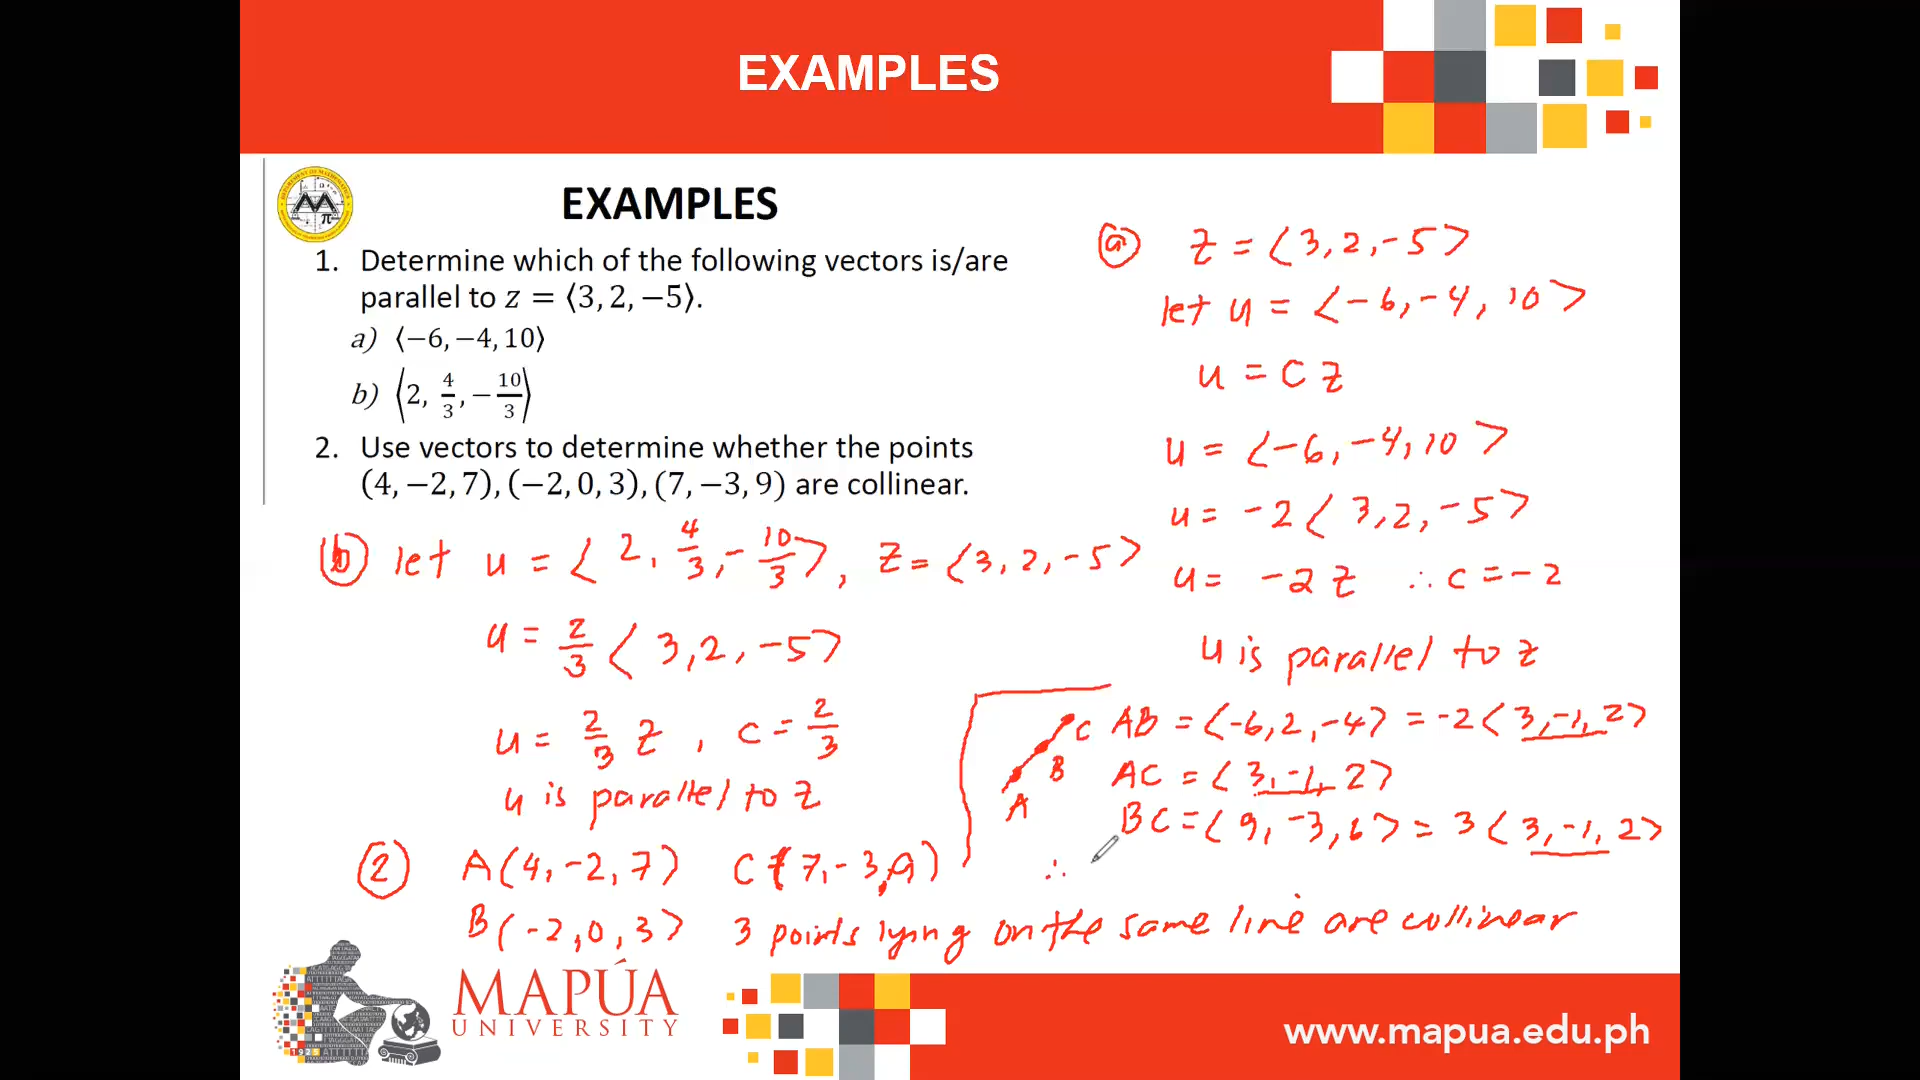 EXAMPLES
EXAMPLES
1. Determine which of the following vectors is/are
parallel to z = ⟨3, 2, −5⟩.
a) ⟨−6, −4, 10⟩
b) ⟨2, 4/3, −10/3⟩
2. Use vectors to determine whether the points
(4, −2, 7), (−2, 0, 3), (7, −3, 9) are collinear.
ⓐ z = ⟨3, 2, −5⟩
let u = ⟨−6, −4, 10⟩
u = c z
u = ⟨−6, −4, 10⟩
u = −2⟨3, 2, −5⟩
u = −2 z ∴ c = −2
u is parallel to z
ⓑ let u = ⟨2, 4/3, −10/3⟩, z = ⟨3, 2, −5⟩
u = 2/3 ⟨3, 2, −5⟩
u = 2/3 z, c = 2/3
u is parallel to z
② A(4, −2, 7) C(7, −3, 9)
B(−2, 0, 3)
A B C
AB = ⟨−6, 2, −4⟩ = −2⟨3, −1, 2⟩
AC = ⟨3, −1, 2⟩
BC = ⟨9, −3, 6⟩ = 3⟨3, −1, 2⟩
∴
3 points lying on the same line are collinear
MAPÚA
UNIVERSITY
1925
www.mapua.edu.ph